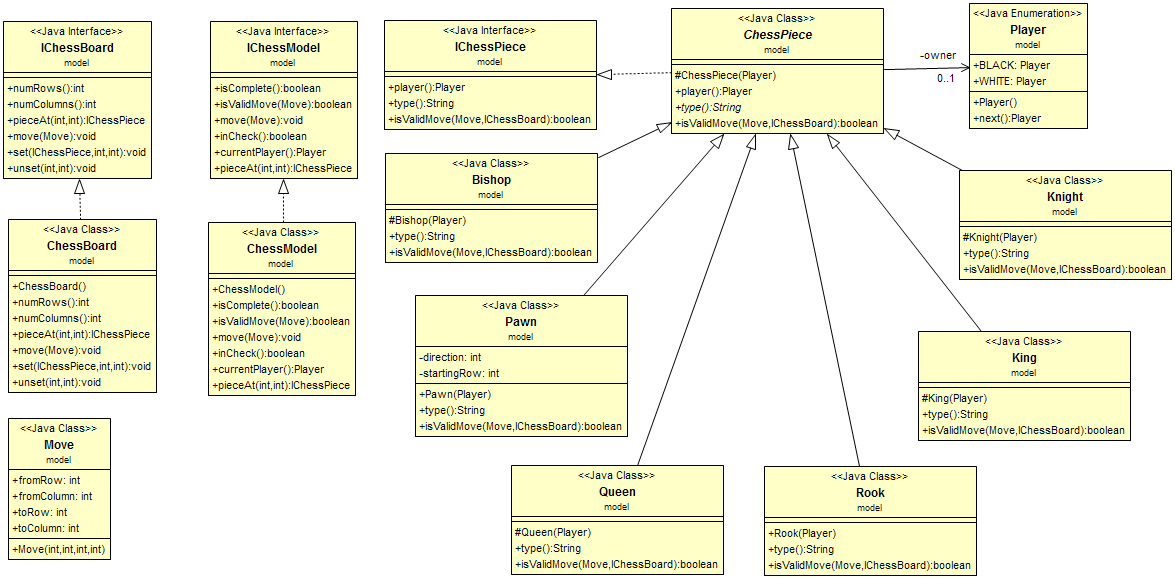 <<Java Interface>>
IChessBoard
model
+numRows():int
+numColumns():int
+pieceAt(int,int):IChessPiece
+move(Move):void
+set(IChessPiece,int,int):void
+unset(int,int):void
<<Java Interface>>
IChessModel
model
+isComplete():boolean
+isValidMove(Move):boolean
+move(Move):void
+inCheck():boolean
+currentPlayer():Player
+pieceAt(int,int):IChessPiece
<<Java Interface>>
IChessPiece
model
+player():Player
+type():String
+isValidMove(Move,IChessBoard):boolean
<<Java Class>>
ChessPiece
model
#ChessPiece(Player)
+player():Player
+type():String
+isValidMove(Move,IChessBoard):boolean
-owner
0..1
<<Java Enumeration>>
Player
model
+BLACK: Player
+WHITE: Player
+Player()
+next():Player
<<Java Class>>
ChessBoard
model
+ChessBoard()
+numRows():int
+numColumns():int
+pieceAt(int,int):IChessPiece
+move(Move):void
+set(IChessPiece,int,int):void
+unset(int,int):void
<<Java Class>>
ChessModel
model
+ChessModel()
+isComplete():boolean
+isValidMove(Move):boolean
+move(Move):void
+inCheck():boolean
+currentPlayer():Player
+pieceAt(int,int):IChessPiece
<<Java Class>>
Bishop
model
#Bishop(Player)
+type():String
+isValidMove(Move,IChessBoard):boolean
<<Java Class>>
Knight
model
#Knight(Player)
+type():String
+isValidMove(Move,IChessBoard):boolean
<<Java Class>>
Pawn
model
-direction: int
-startingRow: int
+Pawn(Player)
+type():String
+isValidMove(Move,IChessBoard):boolean
<<Java Class>>
King
model
#King(Player)
+type():String
+isValidMove(Move,IChessBoard):boolean
<<Java Class>>
Move
model
+fromRow: int
+fromColumn: int
+toRow: int
+toColumn: int
+Move(int,int,int,int)
<<Java Class>>
Queen
model
#Queen(Player)
+type():String
+isValidMove(Move,IChessBoard):boolean
<<Java Class>>
Rook
model
+Rook(Player)
+type():String
+isValidMove(Move,IChessBoard):boolean